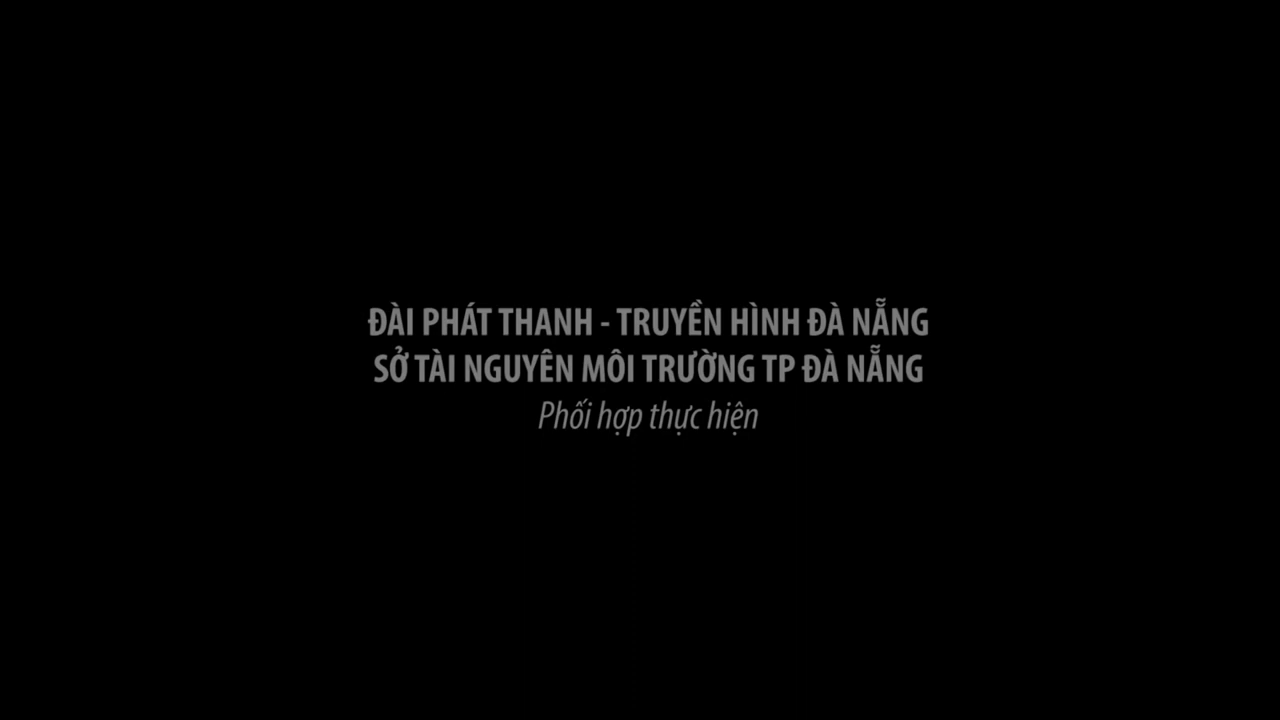 ĐÀI PHÁT THANH - TRUYỀN HÌNH ĐÀ NẴNG
SỞ TÀI NGUYÊN MÔI TRƯỜNG TP ĐÀ NẴNG
Phối hợp thực hiện